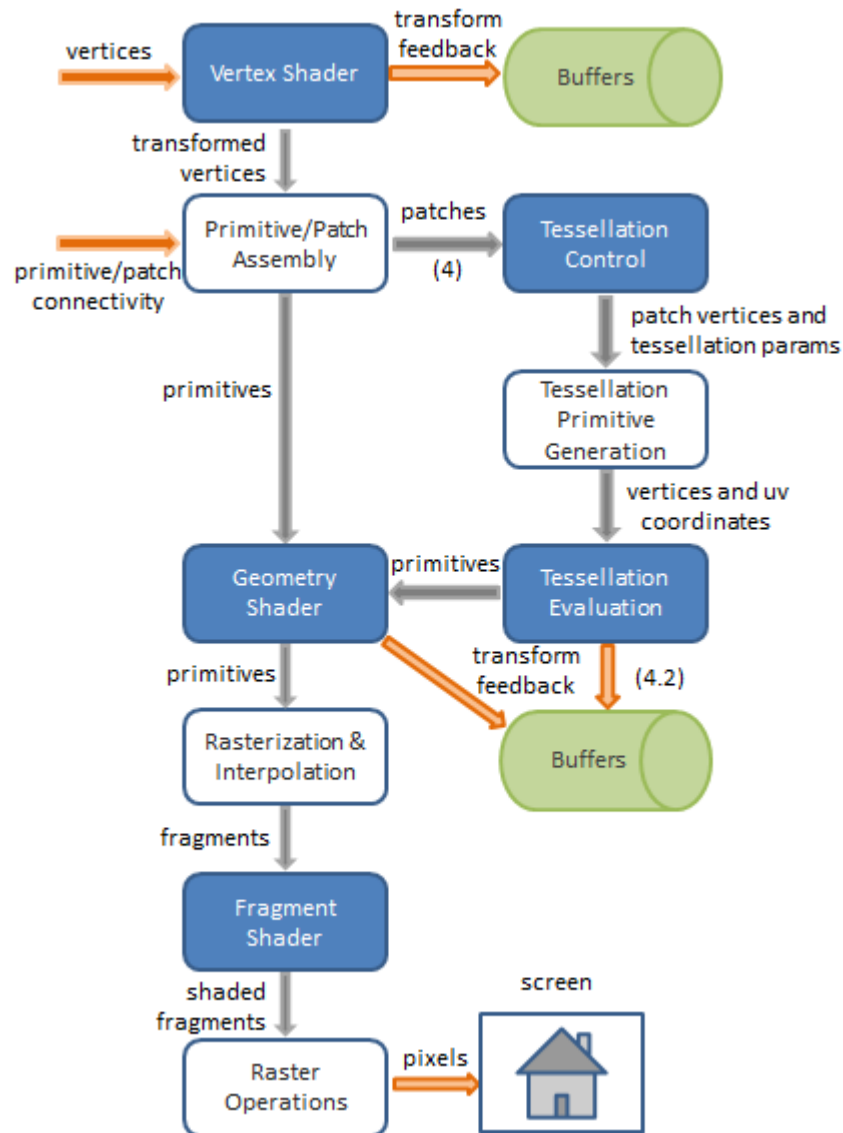 transform
feedback
vertices
Vertex Shader
Buffers
transformed
vertices
patches
Primitive/Patch
Assembly
(4)
Tessellation
Control
primitive/patch
connectivity
patch vertices and
tessellation params
primitives
Tessellation
Primitive
Generation
vertices and uv
coordinates
primitives
Geometry
Shader
Tessellation
Evaluation
transform
feedback
(4.2)
primitives
Rasterization &
Interpolation
Buffers
fragments
Fragment
Shader
shaded
fragments
screen
pixels
Raster
Operations